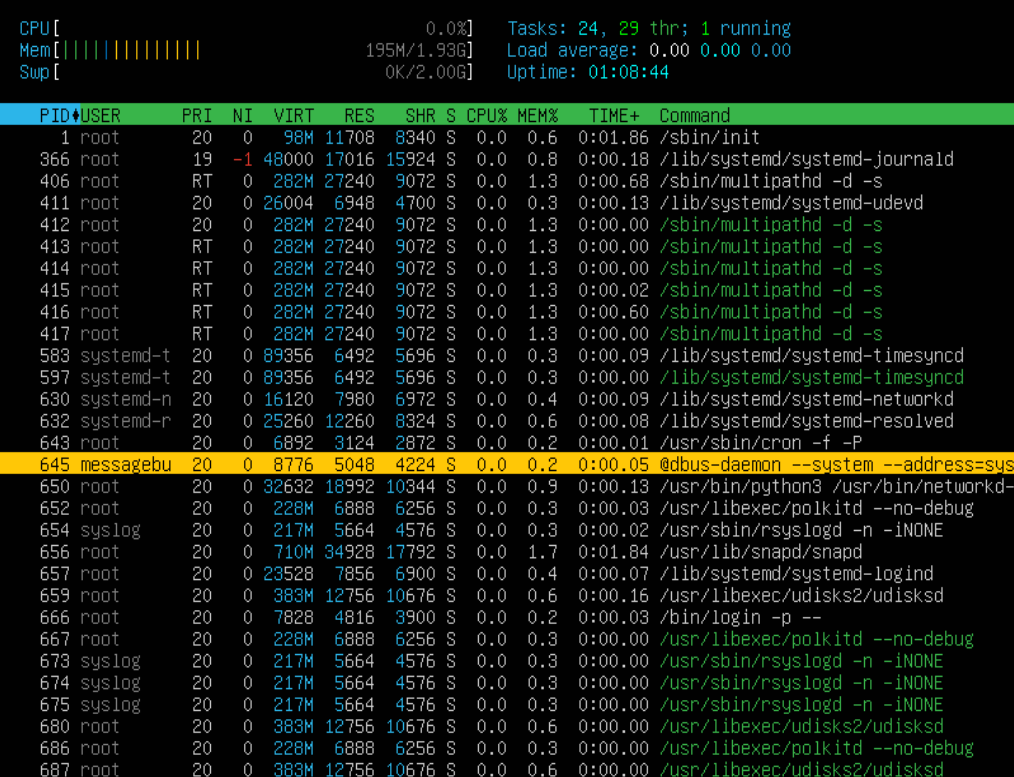 CPU[ 0.0%] Tasks: 24, 29 thr; 1 running
Mem[||||||||||||||||| 195M/1.93G] Load average: 0.00 0.00 0.00
Swp[ 0K/2.00G] Uptime: 01:08:44
PID USER PRI NI VIRT RES SHR S CPU% MEM% TIME+ Command
1 root 20 0 98M 11708 8340 S 0.0 0.6 0:01.86 /sbin/init
366 root 19 -1 48000 17016 15924 S 0.0 0.8 0:00.18 /lib/systemd/systemd-journald
406 root RT 0 282M 27240 9072 S 0.0 1.3 0:00.68 /sbin/multipathd -d -s
411 root 20 0 26004 6948 4700 S 0.0 0.3 0:00.13 /lib/systemd/systemd-udevd
412 root 20 0 282M 27240 9072 S 0.0 1.3 0:00.00 /sbin/multipathd -d -s
413 root RT 0 282M 27240 9072 S 0.0 1.3 0:00.00 /sbin/multipathd -d -s
414 root RT 0 282M 27240 9072 S 0.0 1.3 0:00.00 /sbin/multipathd -d -s
415 root RT 0 282M 27240 9072 S 0.0 1.3 0:00.02 /sbin/multipathd -d -s
416 root RT 0 282M 27240 9072 S 0.0 1.3 0:00.60 /sbin/multipathd -d -s
417 root RT 0 282M 27240 9072 S 0.0 1.3 0:00.00 /sbin/multipathd -d -s
583 systemd-t 20 0 89356 6492 5696 S 0.0 0.3 0:00.09 /lib/systemd/systemd-timesyncd
597 systemd-t 20 0 89356 6492 5696 S 0.0 0.3 0:00.00 /lib/systemd/systemd-timesyncd
630 systemd-n 20 0 16120 7980 6972 S 0.0 0.4 0:00.09 /lib/systemd/systemd-networkd
632 systemd-r 20 0 25260 12260 8324 S 0.0 0.6 0:00.08 /lib/systemd/systemd-resolved
643 root 20 0 6892 3124 2872 S 0.0 0.2 0:00.01 /usr/sbin/cron -f -P
645 messagebu 20 0 8776 5048 4224 S 0.0 0.2 0:00.05 @dbus-daemon --system --address=sys
650 root 20 0 32632 18992 10344 S 0.0 0.9 0:00.13 /usr/bin/python3 /usr/bin/networkd-
652 root 20 0 228M 6888 6256 S 0.0 0.3 0:00.03 /usr/libexec/polkitd --no-debug
654 syslog 20 0 217M 5664 4576 S 0.0 0.3 0:00.02 /usr/sbin/rsyslogd -n -iNONE
656 root 20 0 710M 34928 17792 S 0.0 1.7 0:01.84 /usr/lib/snapd/snapd
657 root 20 0 23528 7856 6900 S 0.0 0.4 0:00.07 /lib/systemd/systemd-logind
659 root 20 0 383M 12756 10676 S 0.0 0.6 0:00.16 /usr/libexec/udisks2/udisksd
666 root 20 0 7828 4816 3900 S 0.0 0.2 0:00.03 /bin/login -p --
667 root 20 0 228M 6888 6256 S 0.0 0.3 0:00.00 /usr/libexec/polkitd --no-debug
673 syslog 20 0 217M 5664 4576 S 0.0 0.3 0:00.00 /usr/sbin/rsyslogd -n -iNONE
674 syslog 20 0 217M 5664 4576 S 0.0 0.3 0:00.00 /usr/sbin/rsyslogd -n -iNONE
675 syslog 20 0 217M 5664 4576 S 0.0 0.3 0:00.00 /usr/sbin/rsyslogd -n -iNONE
680 root 20 0 383M 12756 10676 S 0.0 0.6 0:00.00 /usr/libexec/udisks2/udisksd
686 root 20 0 228M 6888 6256 S 0.0 0.3 0:00.00 /usr/libexec/polkitd --no-debug
687 root 20 0 383M 12756 10676 S 0.0 0.6 0:00.00 /usr/libexec/udisks2/udisksd